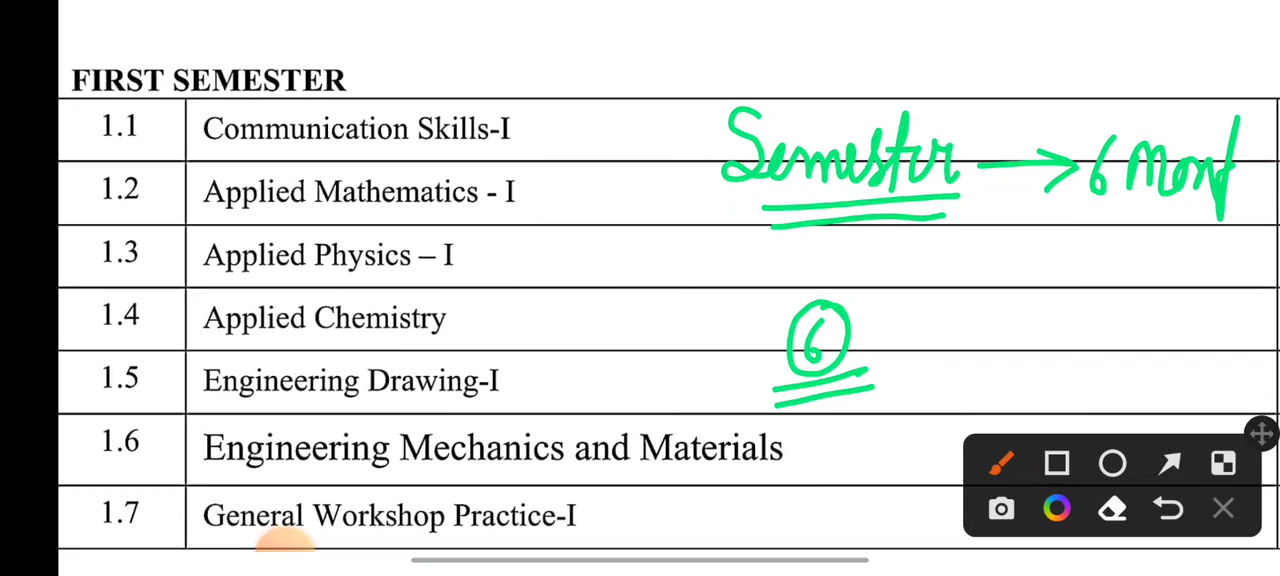 FIRST SEMESTER
1.1 Communication Skills-I
Semester → 6 Mon
1.2 Applied Mathematics - I
1.3 Applied Physics – I
1.4 Applied Chemistry
6
1.5 Engineering Drawing-I
1.6 Engineering Mechanics and Materials
1.7 General Workshop Practice-I